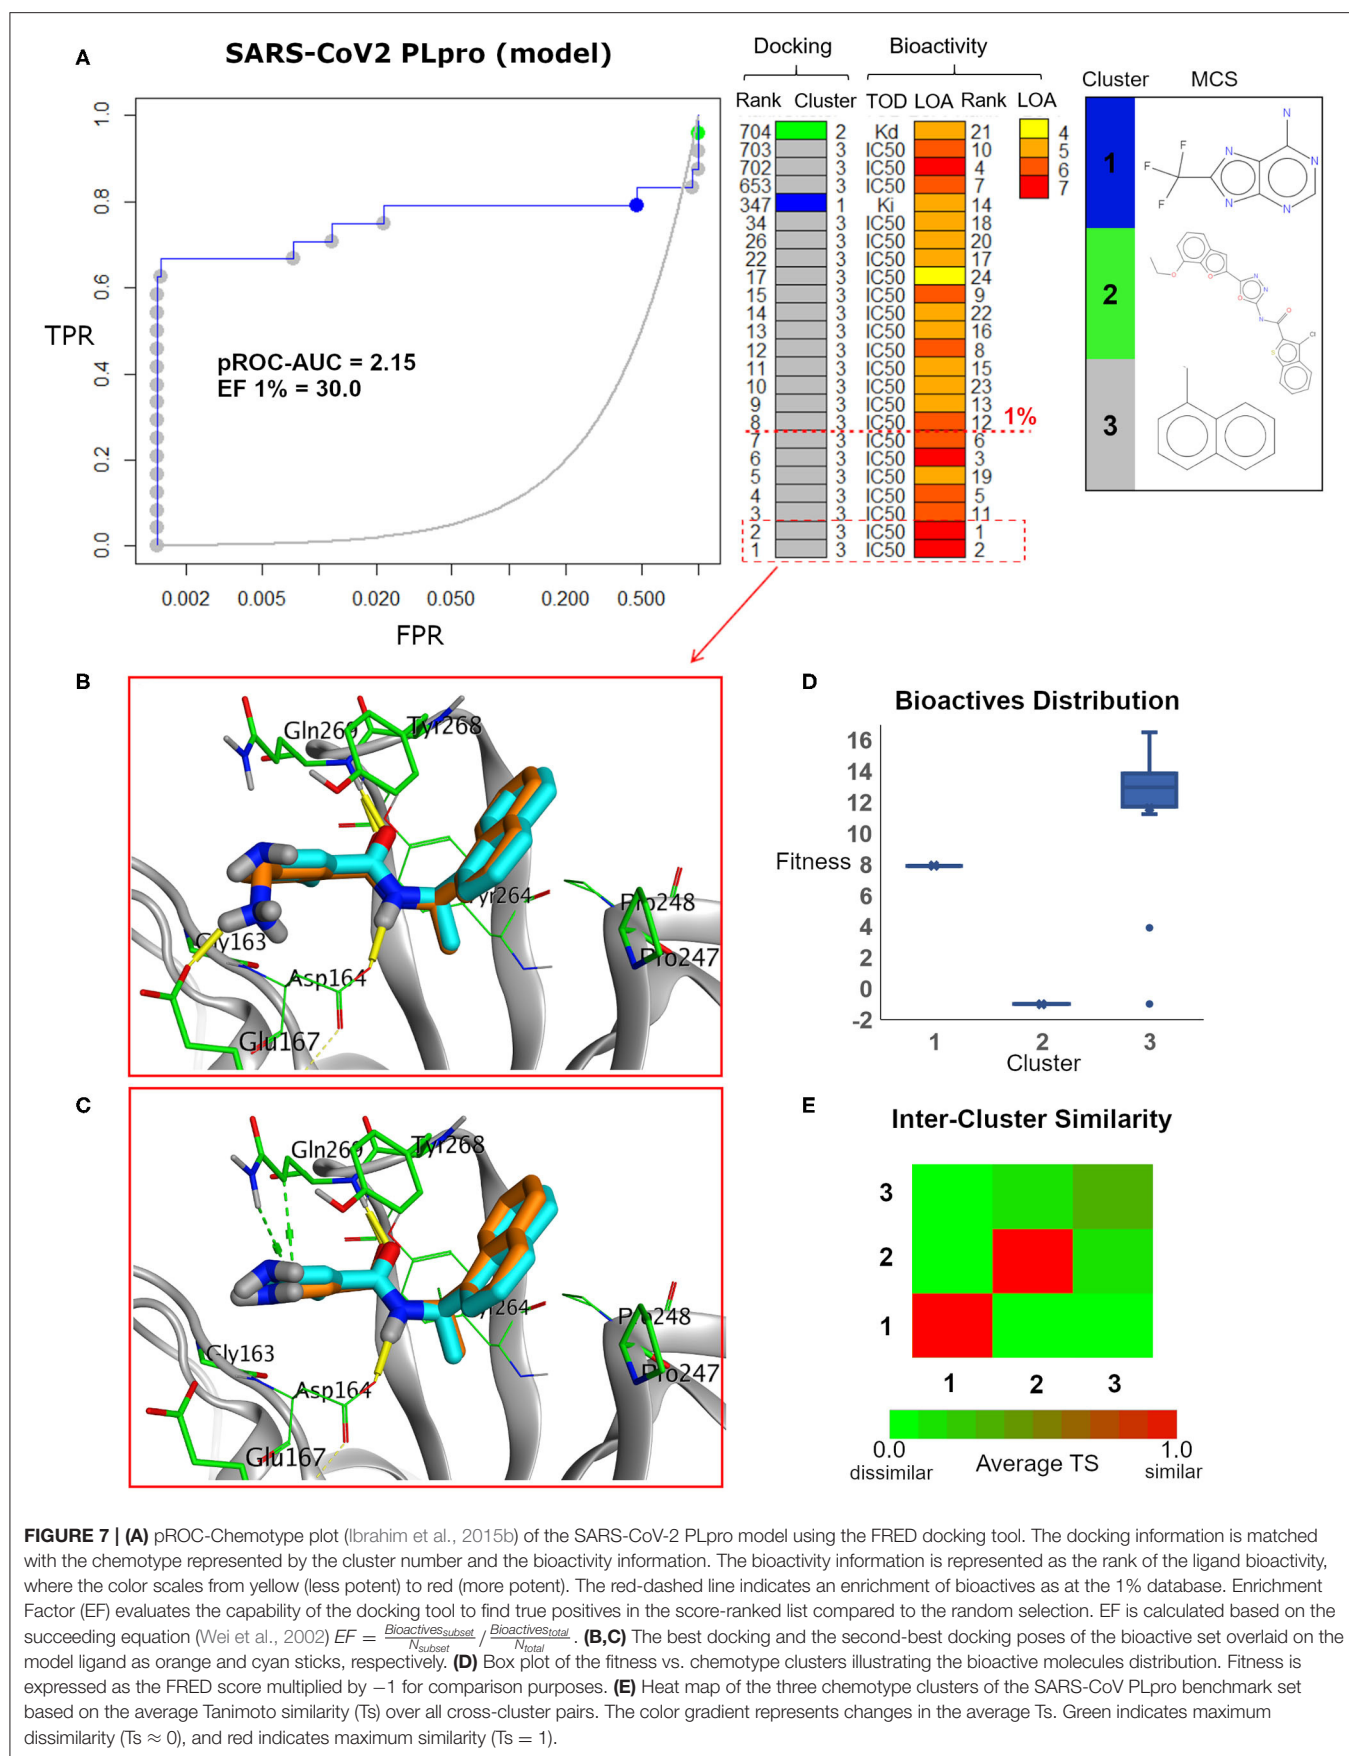 A
SARS-CoV2 PLpro (model)
Docking Bioactivity
Rank Cluster TOD LOA Rank LOA
Cluster MCS
704 2 Kd 21
703 3 IC50 10
702 3 IC50 4
653 3 IC50 7
347 1 Ki 14
34 3 IC50 18
26 3 IC50 20
22 3 IC50 17
17 3 IC50 24
15 3 IC50 9
14 3 IC50 22
13 3 IC50 16
12 3 IC50 8
11 3 IC50 15
10 3 IC50 23
9 3 IC50 13
8 3 IC50 12
1%
7 3 IC50 6
6 3 IC50 3
5 3 IC50 19
4 3 IC50 5
3 3 IC50 11
2 3 IC50 1
1 3 IC50 2
4
5
6
7
1
N
F F F N N N N
2
O O N N O N O Cl S
3
1.0
0.8
0.6
0.4
0.2
0.0
TPR
pROC-AUC = 2.15
EF 1% = 30.0
0.002 0.005 0.020 0.050 0.200 0.500
FPR
B
Gln269 Tyr268
Tyr264
Pro248
Pro247
Gly163
Asp164
Glu167
C
Gln269 Tyr268
Tyr264
Pro248
Pro247
Gly163
Asp164
Glu167
D
Bioactives Distribution
16
14
12
10
8
6
4
2
0
-2
Fitness
1 2 3
Cluster
E
Inter-Cluster Similarity
3
2
1
1 2 3
0.0 1.0
dissimilar Average TS similar
FIGURE 7 | (A) pROC-Chemotype plot (Ibrahim et al., 2015b) of the SARS-CoV-2 PLpro model using the FRED docking tool. The docking information is matched
with the chemotype represented by the cluster number and the bioactivity information. The bioactivity information is represented as the rank of the ligand bioactivity,
where the color scales from yellow (less potent) to red (more potent). The red-dashed line indicates an enrichment of bioactives as at the 1% database. Enrichment
Factor (EF) evaluates the capability of the docking tool to find true positives in the score-ranked list compared to the random selection. EF is calculated based on the
succeeding equation (Wei et al., 2002) EF = Bioactives_subset / N_subset / Bioactives_total / N_total. (B,C) The best docking and the second-best docking poses of the bioactive set overlaid on the
model ligand as orange and cyan sticks, respectively. (D) Box plot of the fitness vs. chemotype clusters illustrating the bioactive molecules distribution. Fitness is
expressed as the FRED score multiplied by −1 for comparison purposes. (E) Heat map of the three chemotype clusters of the SARS-CoV PLpro benchmark set
based on the average Tanimoto similarity (Ts) over all cross-cluster pairs. The color gradient represents changes in the average Ts. Green indicates maximum
dissimilarity (Ts ≈ 0), and red indicates maximum similarity (Ts = 1).